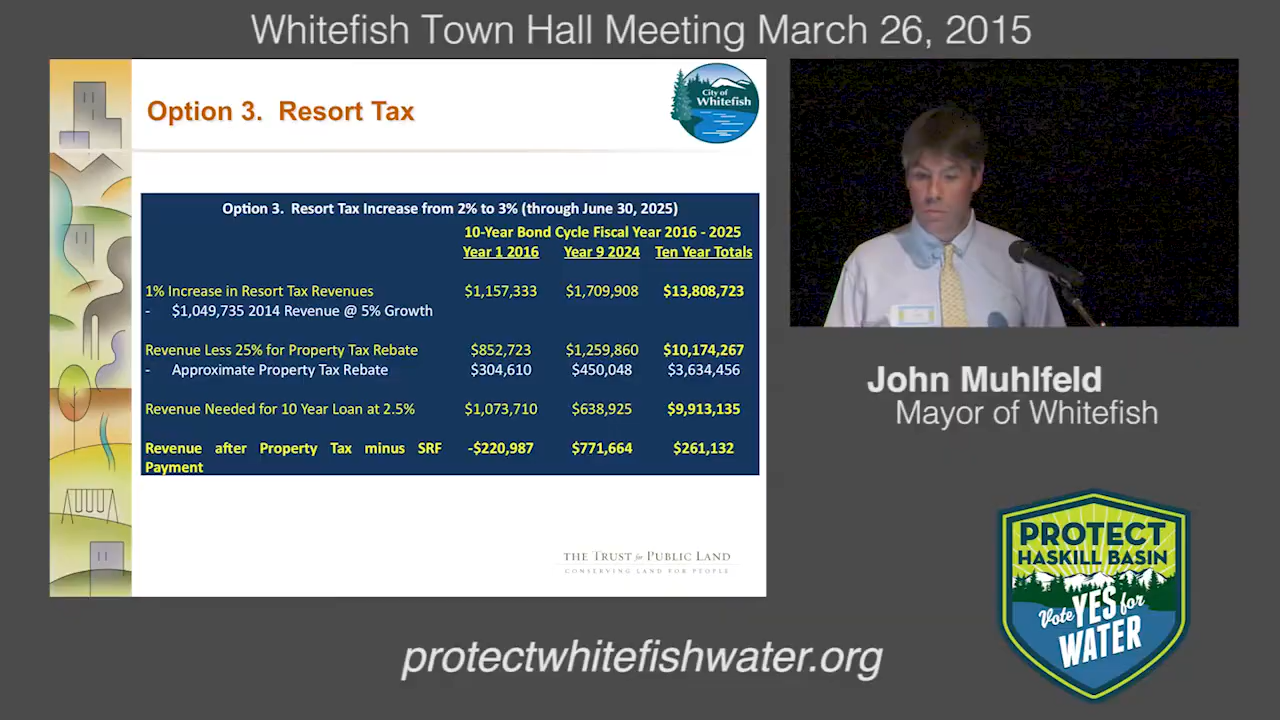 Whitefish Town Hall Meeting March 26, 2015
Option 3. Resort Tax
City of
Whitefish
Option 3. Resort Tax Increase from 2% to 3% (through June 30, 2025)
10-Year Bond Cycle Fiscal Year 2016 - 2025
Year 1 2016 Year 9 2024 Ten Year Totals
1% Increase in Resort Tax Revenues $1,157,333 $1,709,908 $13,808,723
- $1,049,735 2014 Revenue @ 5% Growth
Revenue Less 25% for Property Tax Rebate $852,723 $1,259,860 $10,174,267
- Approximate Property Tax Rebate $304,610 $450,048 $3,634,456
Revenue Needed for 10 Year Loan at 2.5% $1,073,710 $638,925 $9,913,135
Revenue after Property Tax minus SRF -$220,987 $771,664 $261,132
Payment
THE TRUST for PUBLIC LAND
CONSERVING LAND FOR PEOPLE
John Muhlfeld
Mayor of Whitefish
PROTECT
HASKILL BASIN
Vote YES for
WATER
protectwhitefishwater.org